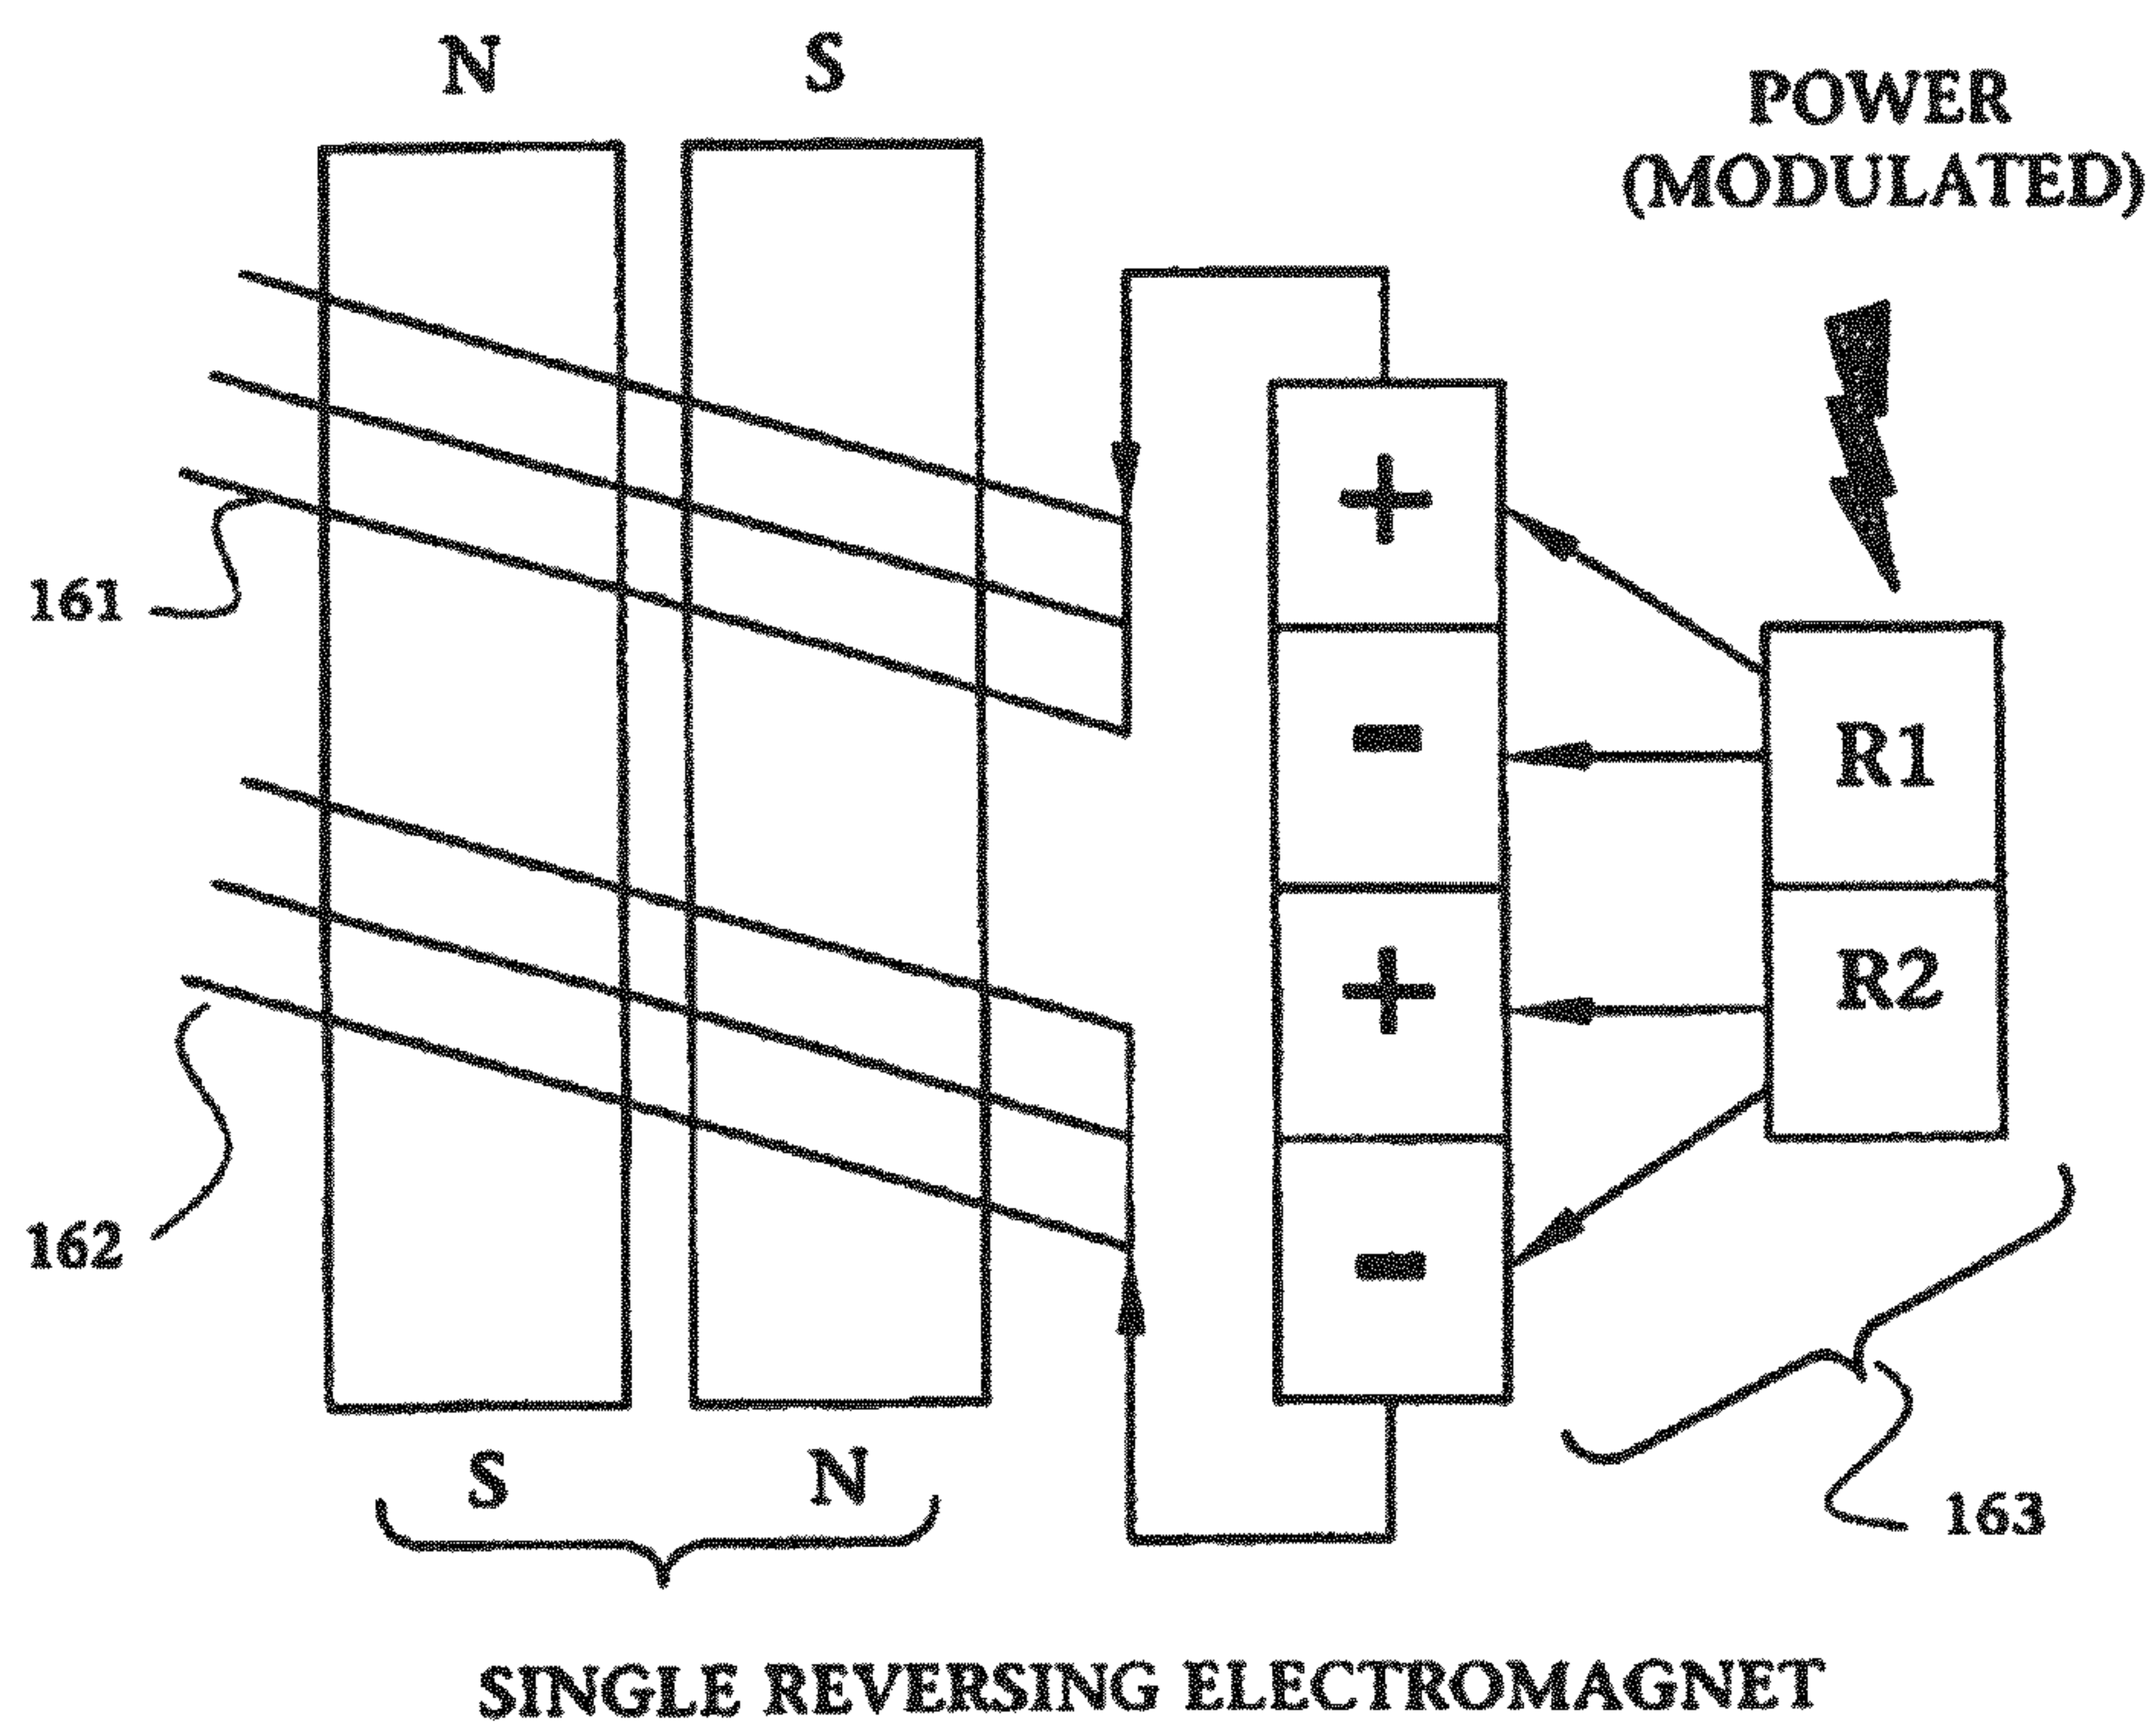 N S
POWER
(MODULATED)
+
161
-
R1
+
R2
162
-
S N
163
SINGLE REVERSING ELECTROMAGNET